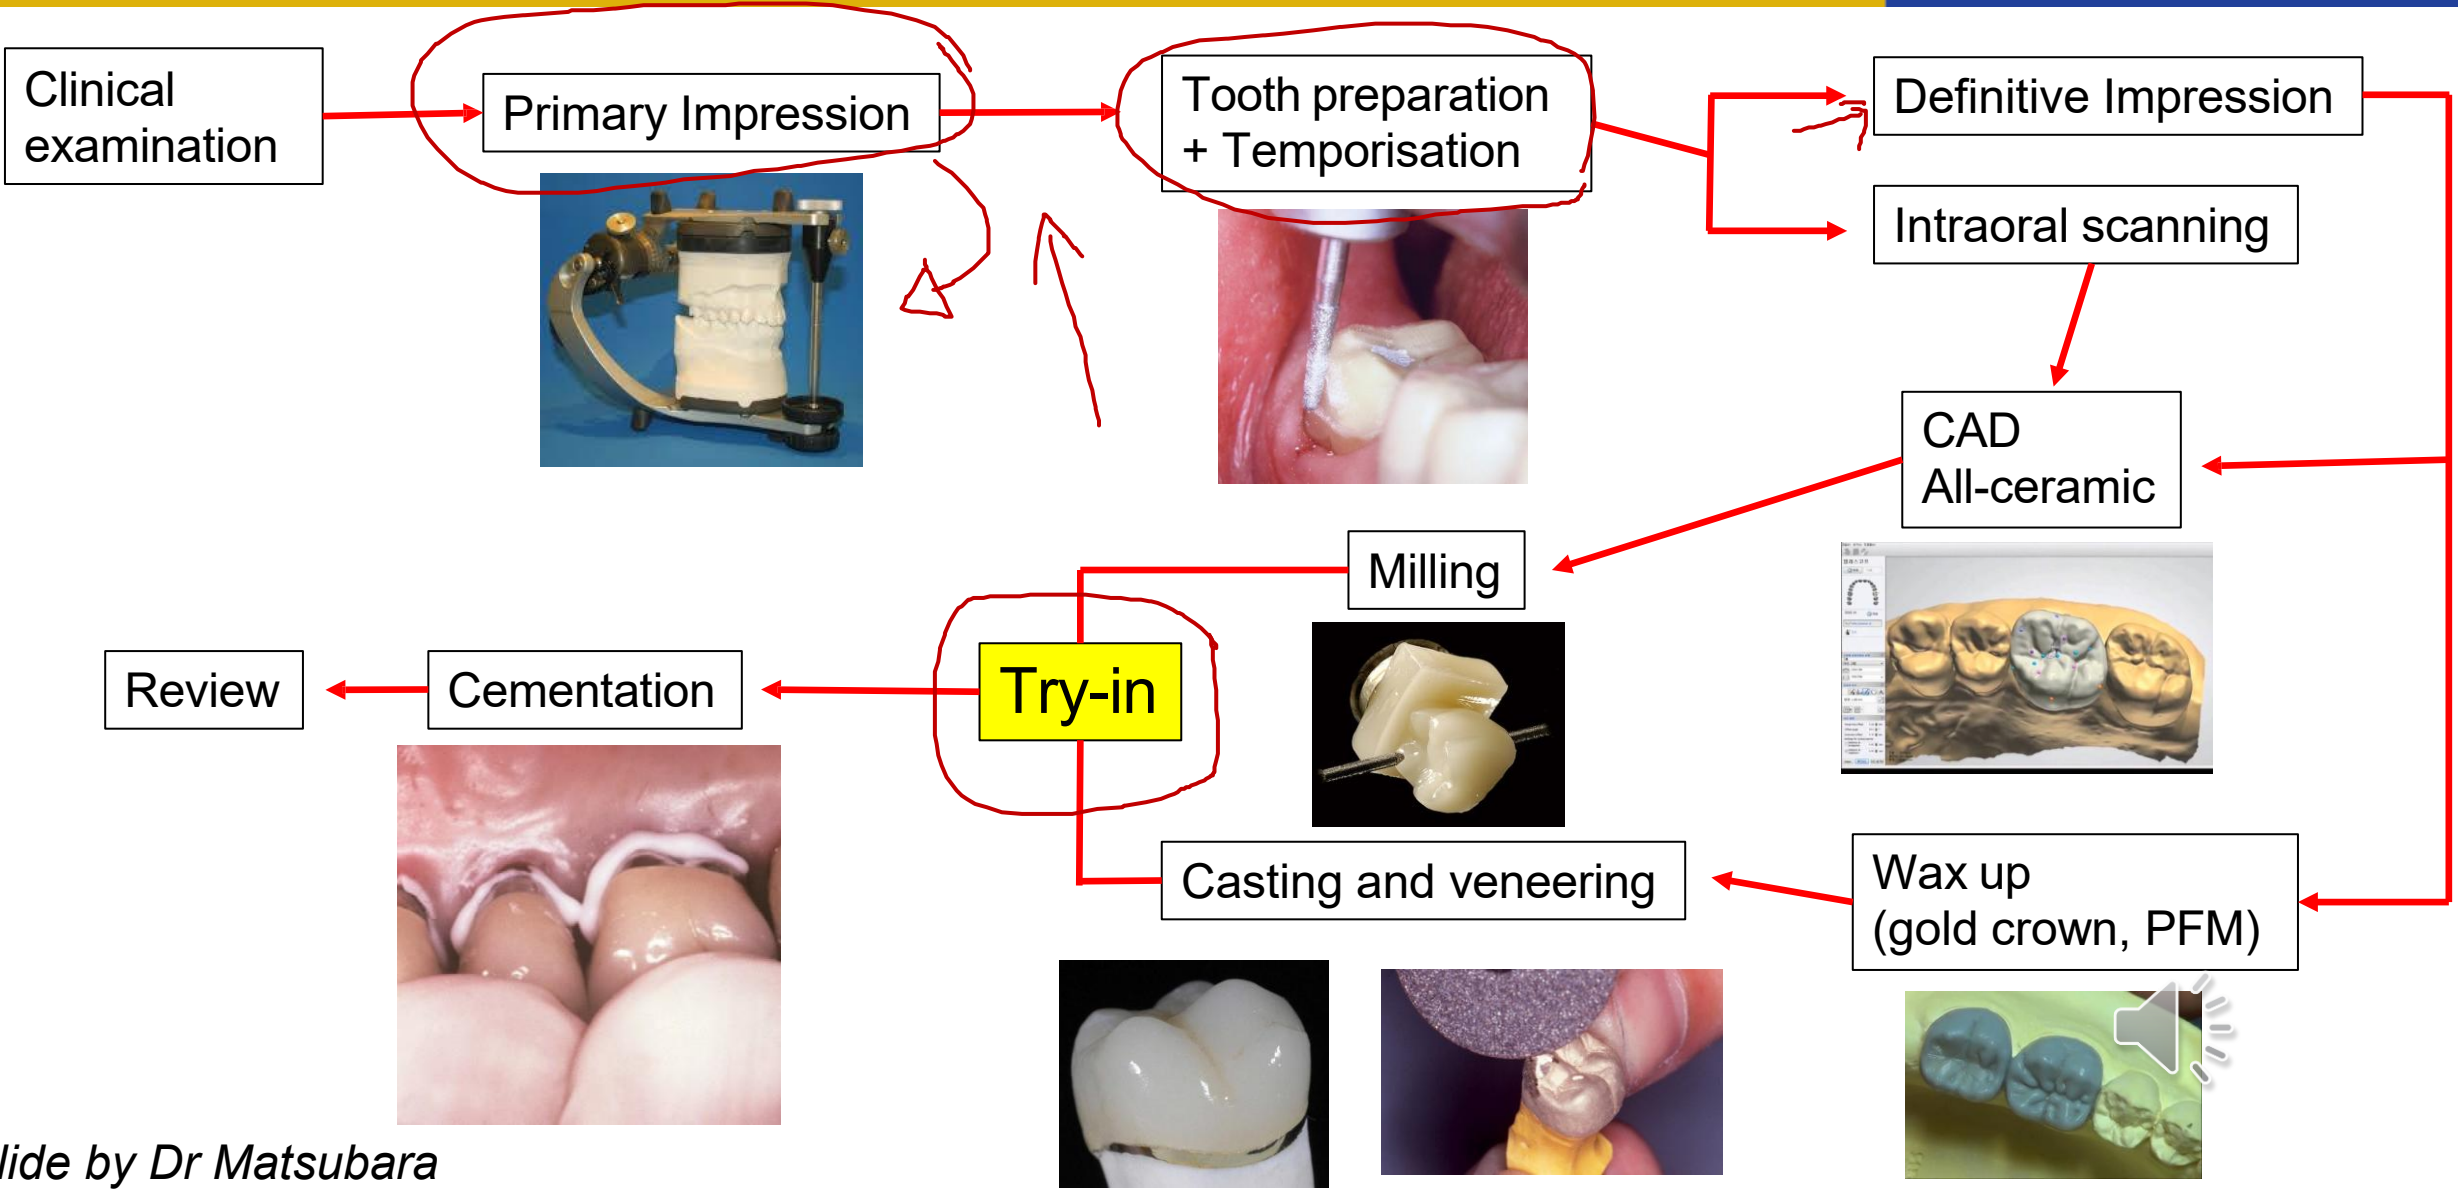 Clinical
examination
Primary Impression
Tooth preparation
+ Temporisation
Definitive Impression
Intraoral scanning
CAD
All-ceramic
Milling
Try-in
Cementation
Review
Casting and veneering
Wax up
(gold crown, PFM)
lide by Dr Matsubara